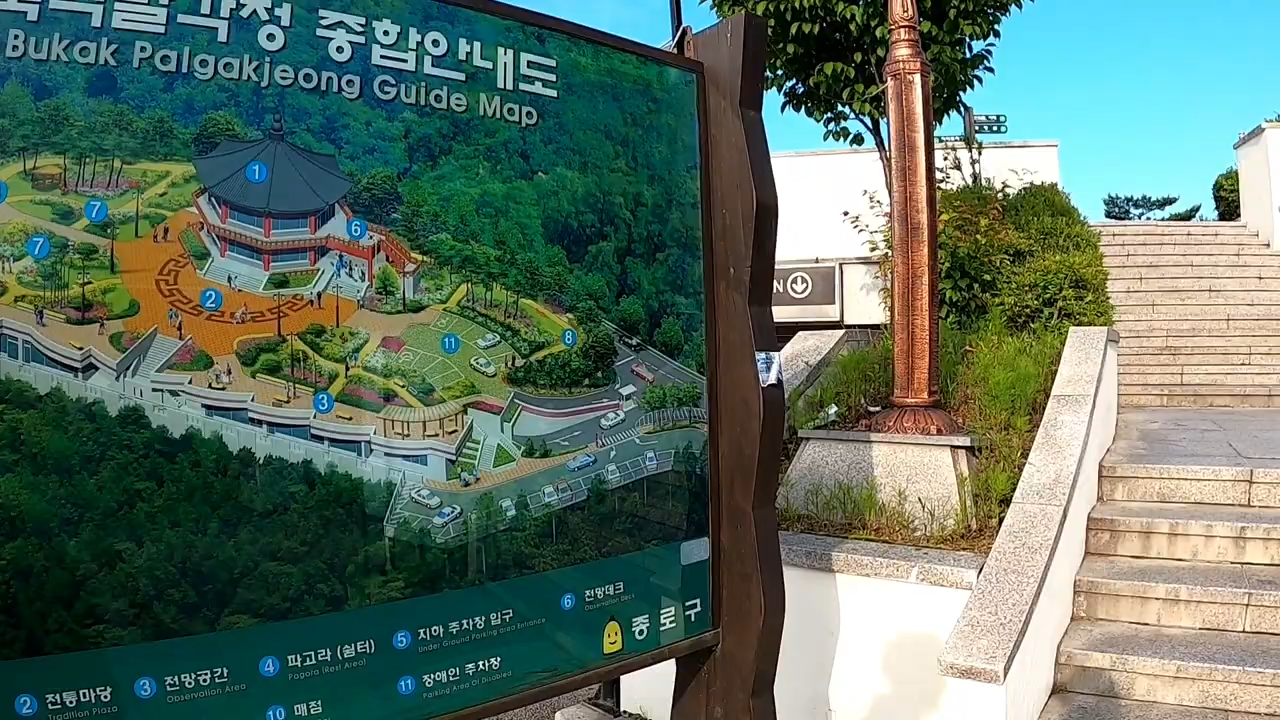 북악팔각정 종합안내도
Bukak Palgakjeong Guide Map
1
6
7
7
2
11
8
3
6 전망데크
Observation Deck
5 지하 주차장 입구
Under Ground Parking area Entrance
종로구
4 파고라 (쉼터)
Pagora (Rest Area)
11 장애인 주차장
Parking Area Of Disabled
3 전망공간
Observation Area
2 전통마당
Tradition Plaza
10 매점
N